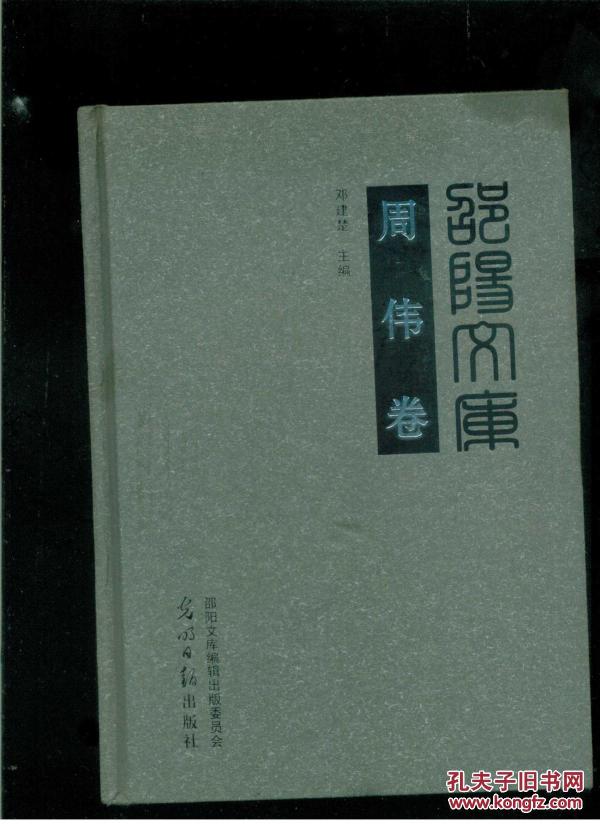 邵陽文庫
周伟卷
邓建楚 主编
邵阳文库编辑出版委员会
光明日报出版社
孔夫子旧书网
www.kongfz.com